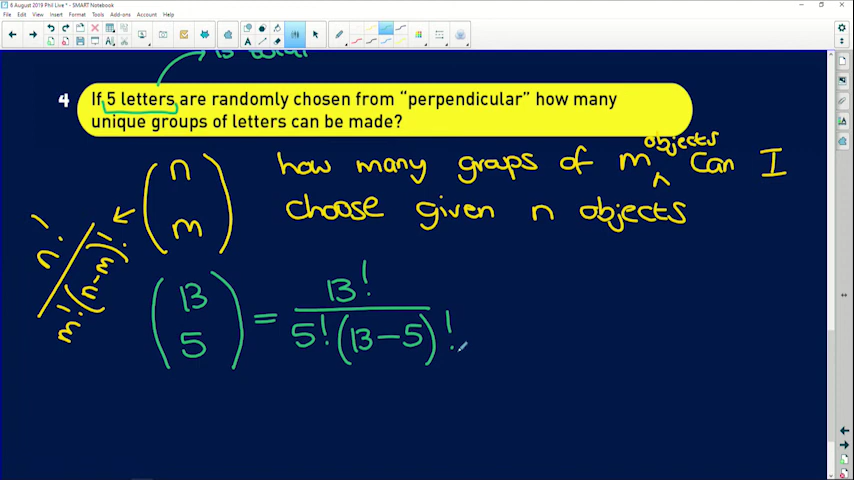 6 August 2019 Phil Live * - SMART Notebook
File Edit View Insert Format Tools Add-ons Account Help
4
If 5 letters are randomly chosen from “perpendicular” how many
unique groups of letters can be made?
( n m ) how many groups of m objects ^ can I
choose given n objects
n! / m!(n-m)!
( 13 5 ) = 13! / 5!(13-5)!